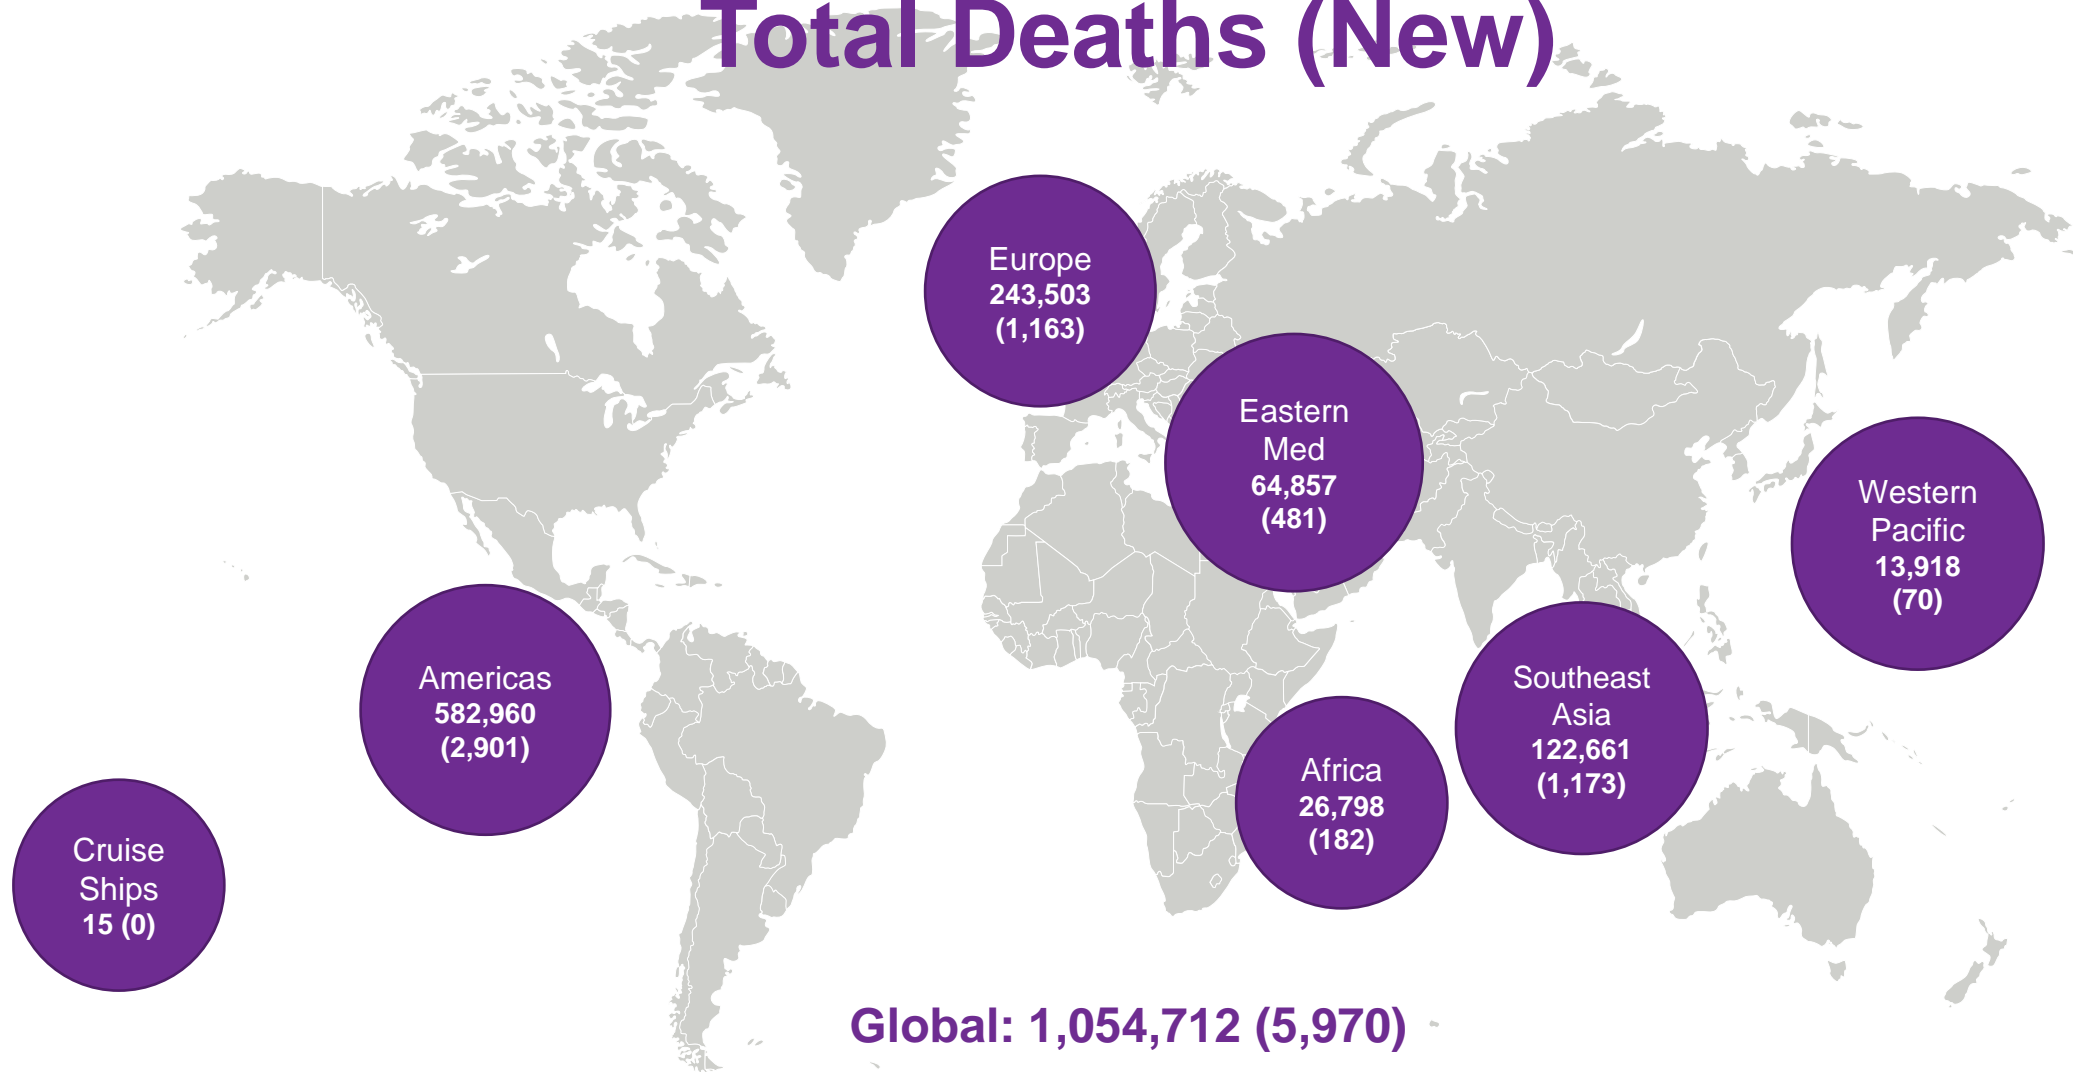 Total Deaths (New)
Europe
243,503
(1,163)
Eastern
Med
64,857
(481)
Western
Pacific
13,918
(70)
Americas
582,960
(2,901)
Southeast
Asia
122,661
(1,173)
Africa
26,798
(182)
Cruise
Ships
15 (0)
Global: 1,054,712 (5,970)